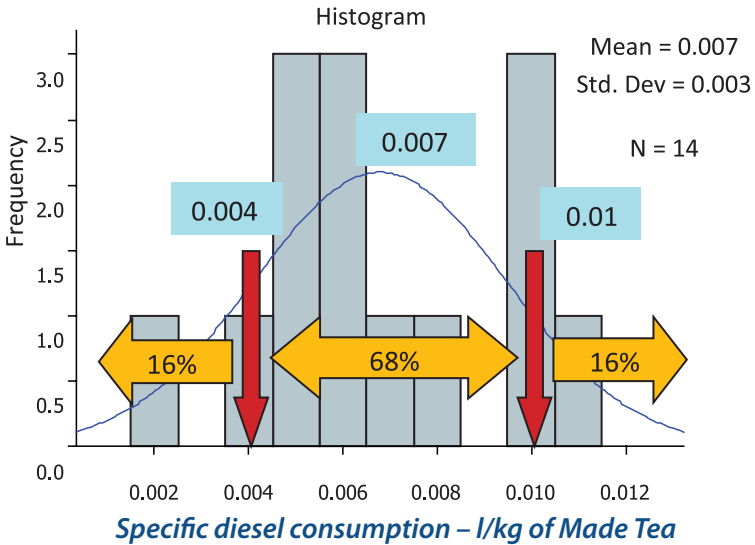 Histogram
Mean = 0.007
Std. Dev = 0.003
N = 14
Frequency
3.0
2.5
2.0
1.5
1.0
0.5
0.0
0.007
0.004
0.01
16%
68%
16%
0.002 0.004 0.006 0.008 0.010 0.012
Specific diesel consumption – l/kg of Made Tea